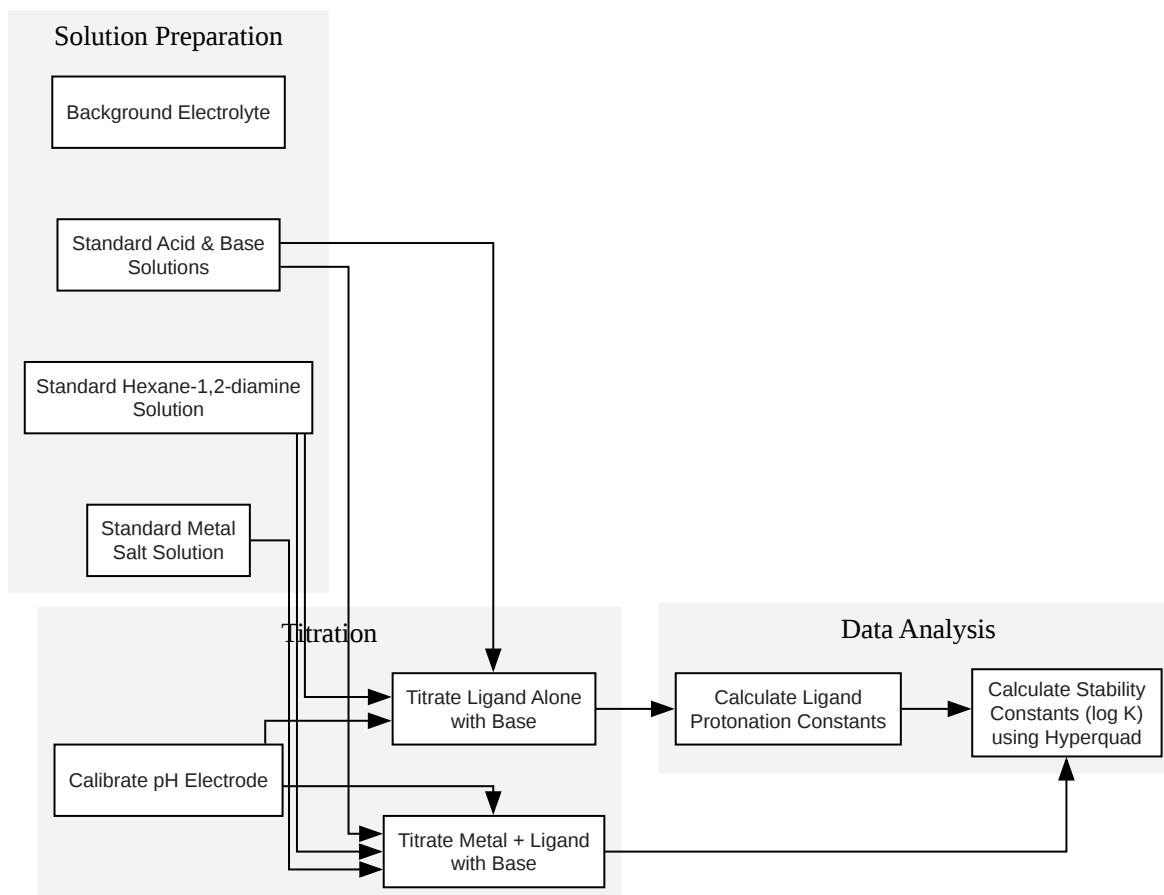 Solution Preparation
Background Electrolyte
Standard Acid & Base
Solutions
Standard Hexane-1,2-diamine
Solution
Standard Metal
Salt Solution
Titration
Titrate Ligand Alone
with Base
Calibrate pH Electrode
Titrate Metal + Ligand
with Base
Data Analysis
Calculate Ligand
Protonation Constants
Calculate Stability
Constants (log K)
using Hyperquad